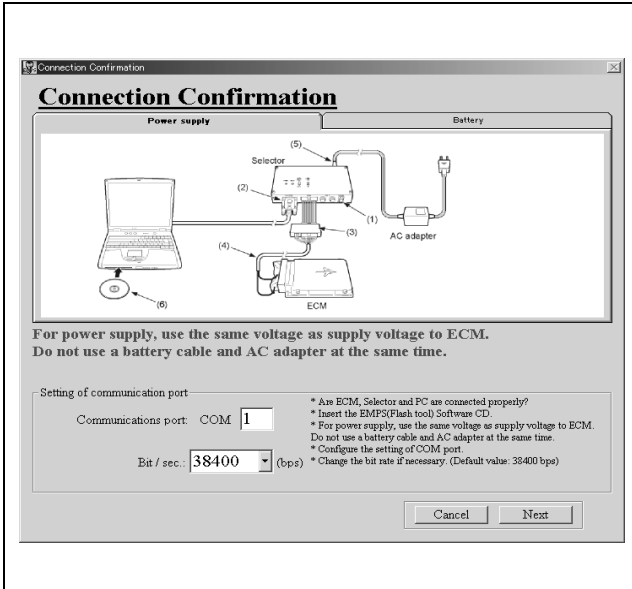 Connection Confirmation
Connection Confirmation
Power supply
Battery
(5)
Selector
(2)
(1)
(3)
AC adapter
(4)
(6)
ECM
For power supply, use the same voltage as supply voltage to ECM.
Do not use a battery cable and AC adapter at the same time.
Setting of communication port
Communications port: COM 1
Bit / sec.: 38400 (bps)
* Are ECM, Selector and PC are connected properly?
* Insert the EMPS(Flash tool) Software CD.
* For power supply, use the same voltage as supply voltage to ECM.
Do not use a battery cable and AC adapter at the same time.
* Configure the setting of COM port.
* Change the bit rate if necessary. (Default value: 38400 bps)
Cancel
Next